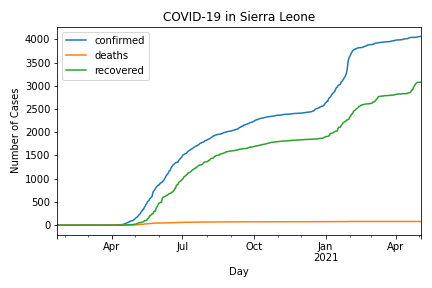 COVID-19 in Sierra Leone
confirmed
deaths
recovered
Number of Cases
4000
3500
3000
2500
2000
1500
1000
500
0
Apr
Jul
Oct
Jan
2021
Apr
Day